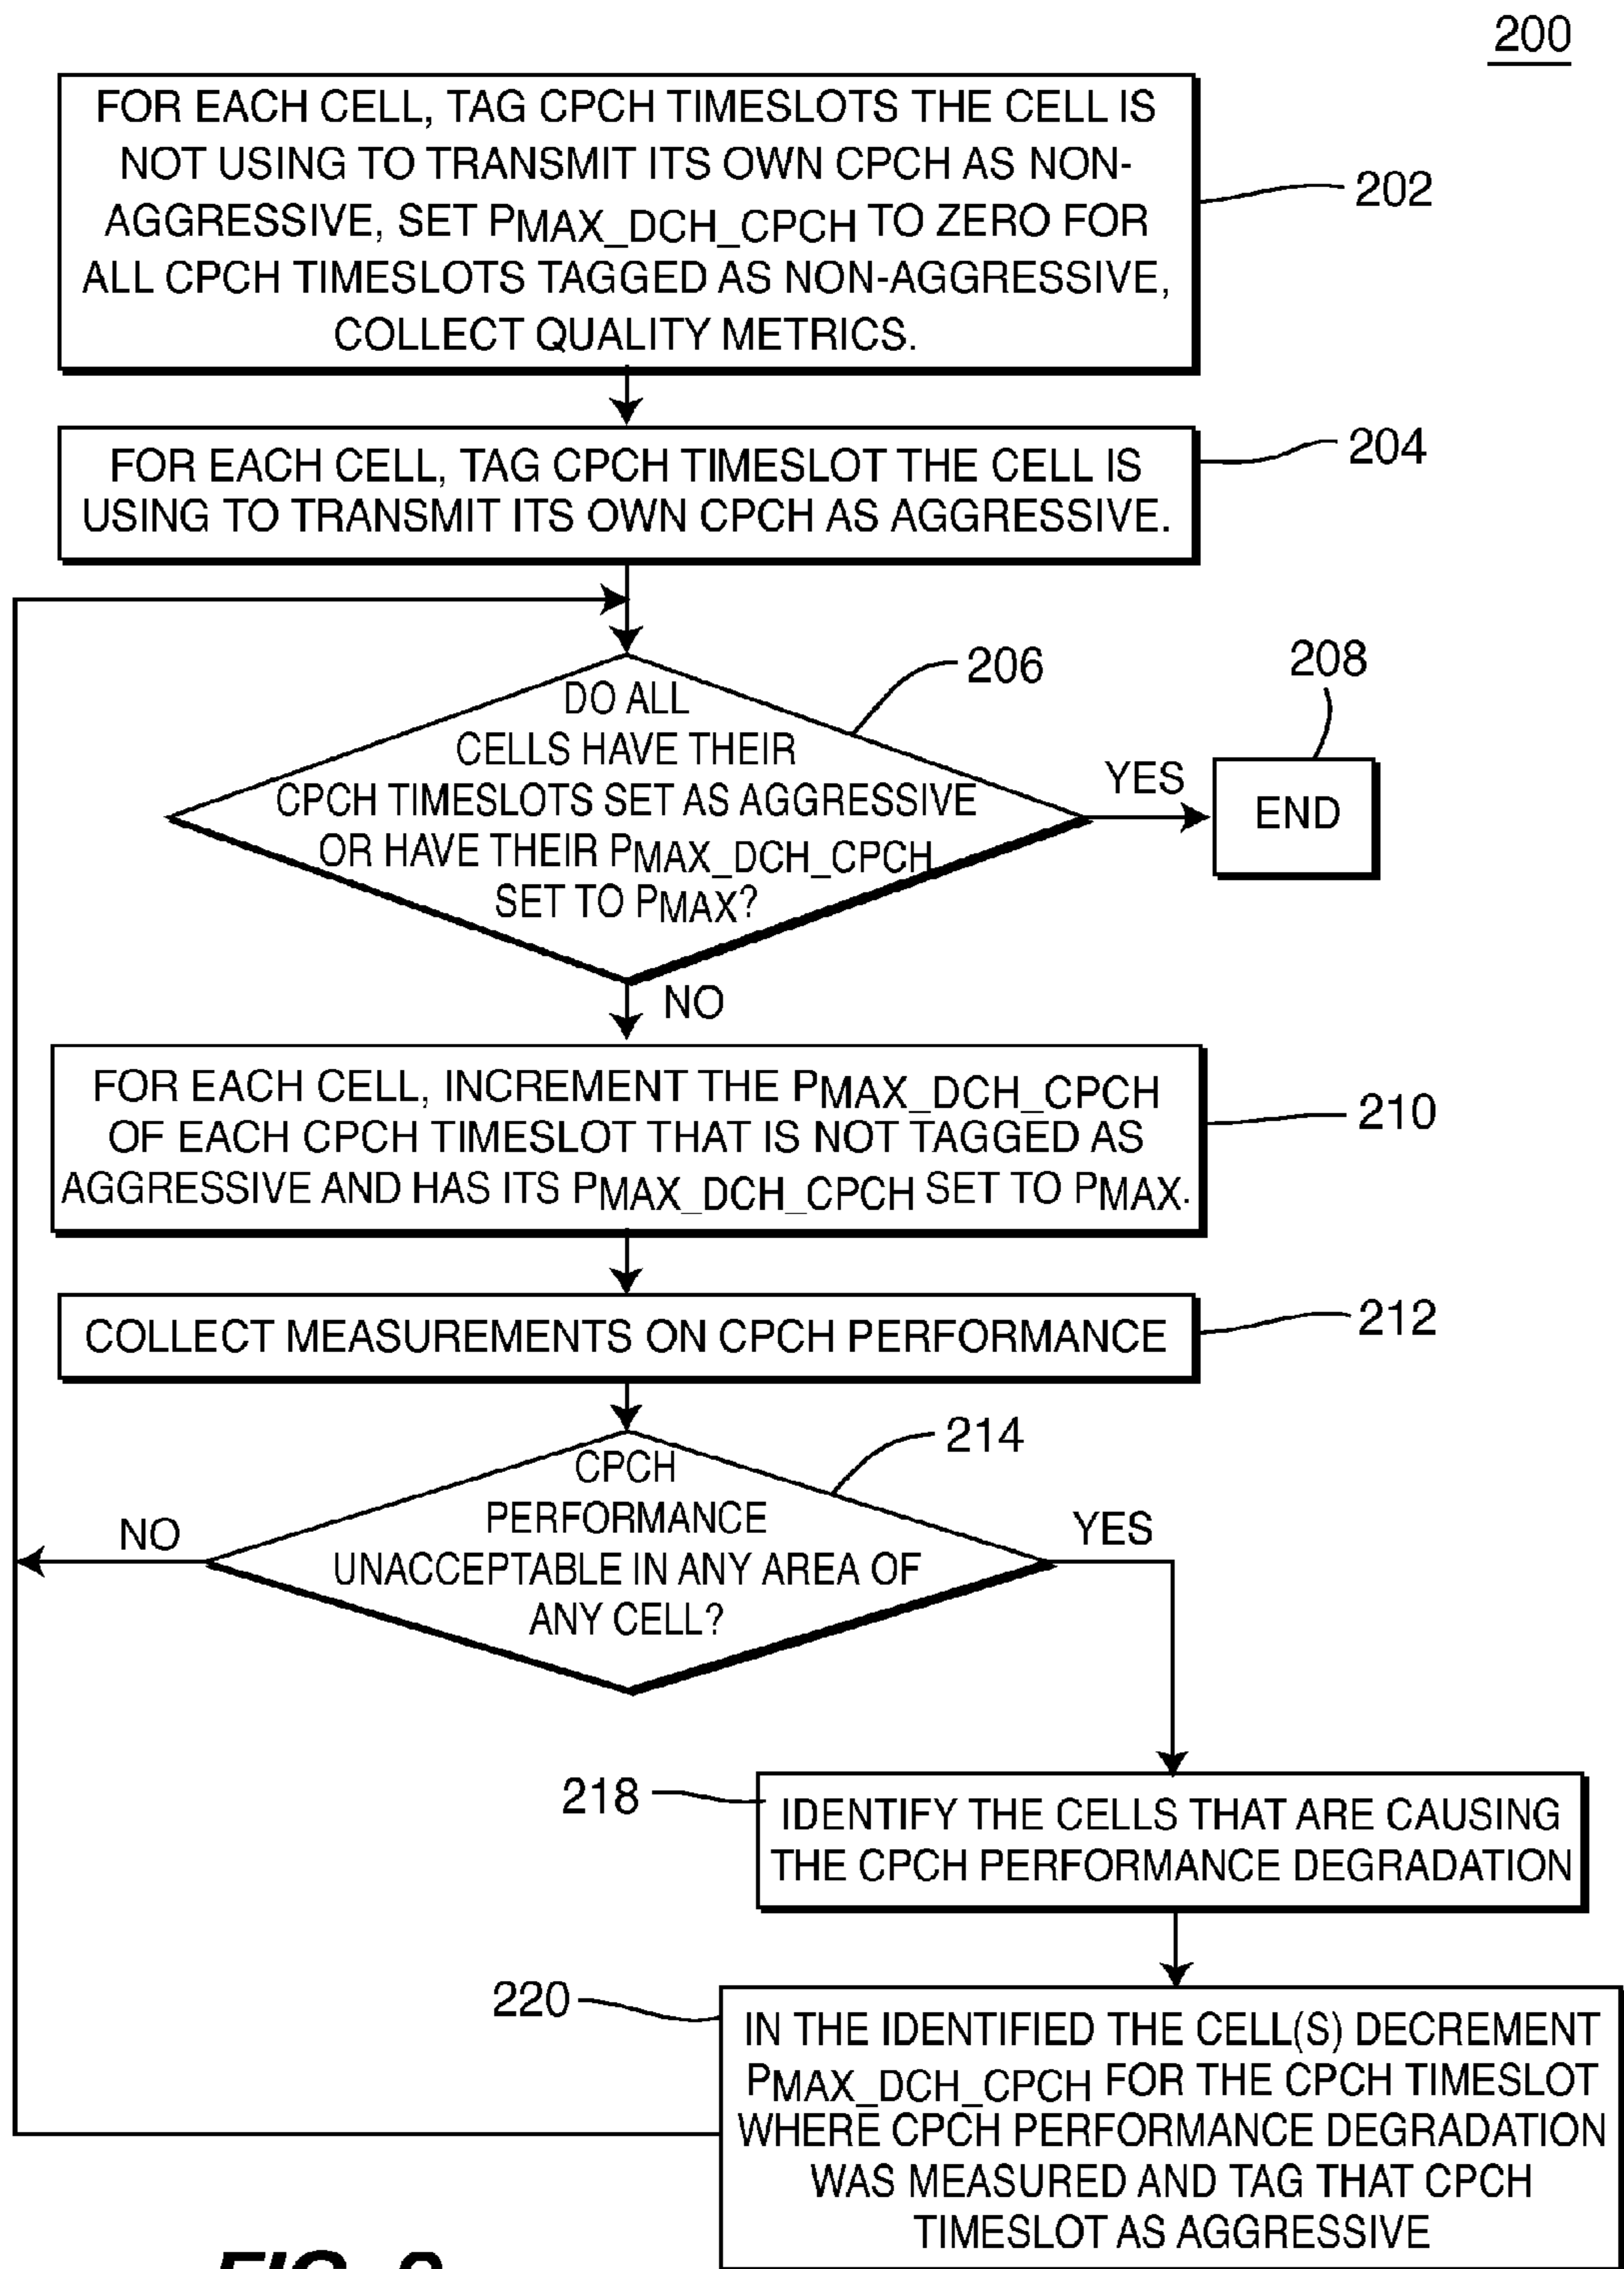 200
FOR EACH CELL, TAG CPCH TIMESLOTS THE CELL IS
NOT USING TO TRANSMIT ITS OWN CPCH AS NON-
AGGRESSIVE, SET PMAX_DCH_CPCH TO ZERO FOR
ALL CPCH TIMESLOTS TAGGED AS NON-AGGRESSIVE,
COLLECT QUALITY METRICS.
202
FOR EACH CELL, TAG CPCH TIMESLOT THE CELL IS
USING TO TRANSMIT ITS OWN CPCH AS AGGRESSIVE.
204
DO ALL
CELLS HAVE THEIR
CPCH TIMESLOTS SET AS AGGRESSIVE
OR HAVE THEIR PMAX_DCH_CPCH
SET TO PMAX?
206
YES
208
END
NO
FOR EACH CELL, INCREMENT THE PMAX_DCH_CPCH
OF EACH CPCH TIMESLOT THAT IS NOT TAGGED AS
AGGRESSIVE AND HAS ITS PMAX_DCH_CPCH SET TO PMAX.
210
COLLECT MEASUREMENTS ON CPCH PERFORMANCE
212
CPCH
PERFORMANCE
UNACCEPTABLE IN ANY AREA OF
ANY CELL?
214
NO
YES
218
IDENTIFY THE CELLS THAT ARE CAUSING
THE CPCH PERFORMANCE DEGRADATION
220
IN THE IDENTIFIED THE CELL(S) DECREMENT
PMAX_DCH_CPCH FOR THE CPCH TIMESLOT
WHERE CPCH PERFORMANCE DEGRADATION
WAS MEASURED AND TAG THAT CPCH
TIMESLOT AS AGGRESSIVE